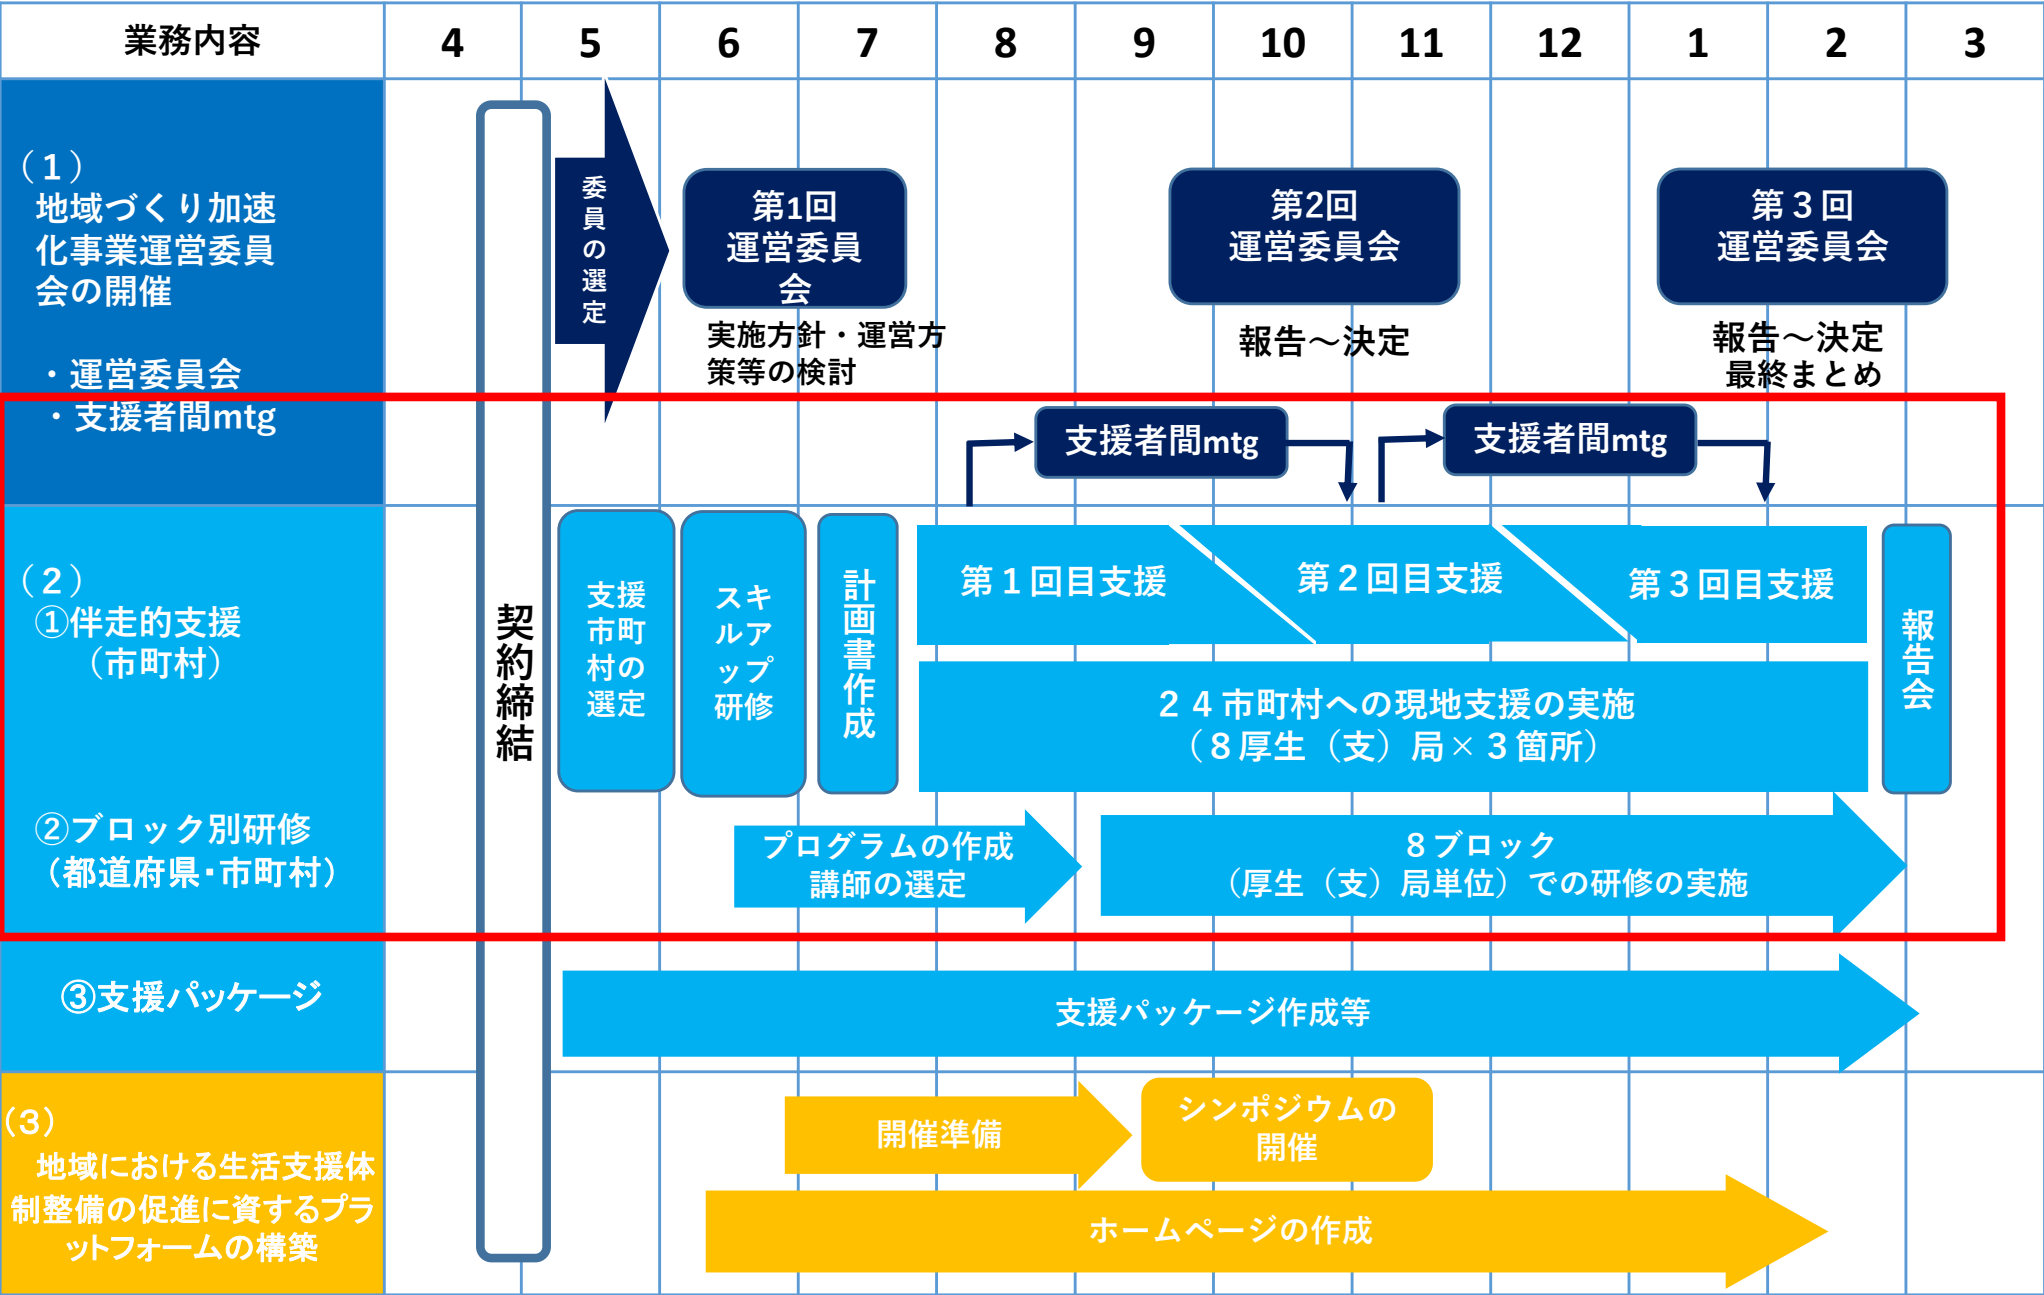 業務内容 4 5 6 7 8 9 10 11 12 1 2 3
（１）
地域づくり加速
化事業運営委員
会の開催
・運営委員会
・支援者間mtg
契約締結
委員の選定
第1回
運営委員
会
実施方針・運営方
策等の検討
第2回
運営委員会
報告～決定
第３回
運営委員会
報告～決定
最終まとめ
支援者間mtg
支援者間mtg
（２）
①伴走的支援
（市町村）
支援
市町
村の
選定
スキ
ルア
ップ
研修
計画書作成
第１回目支援
第２回目支援
第３回目支援
２４市町村への現地支援の実施
（８厚生（支）局×３箇所）
報告会
②ブロック別研修
（都道府県・市町村）
プログラムの作成
講師の選定
８ブロック
（厚生（支）局単位）での研修の実施
③支援パッケージ
支援パッケージ作成等
（３）
地域における生活支援体
制整備の促進に資するプラ
ットフォームの構築
開催準備
シンポジウムの
開催
ホームページの作成